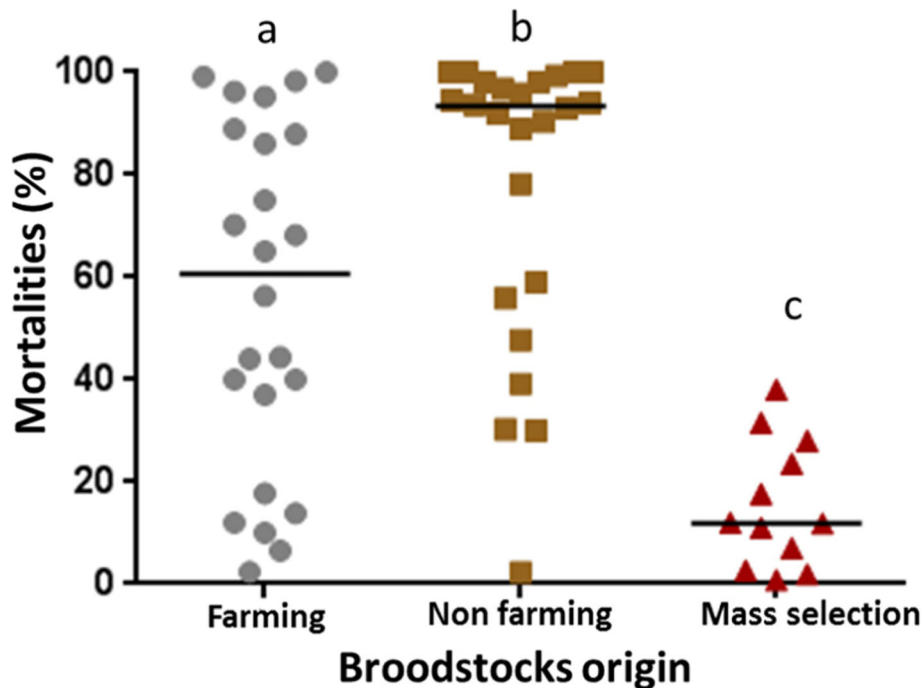 a
b
c
Mortalities (%)
100
80
60
40
20
0
Farming
Non farming
Mass selection
Broodstocks origin